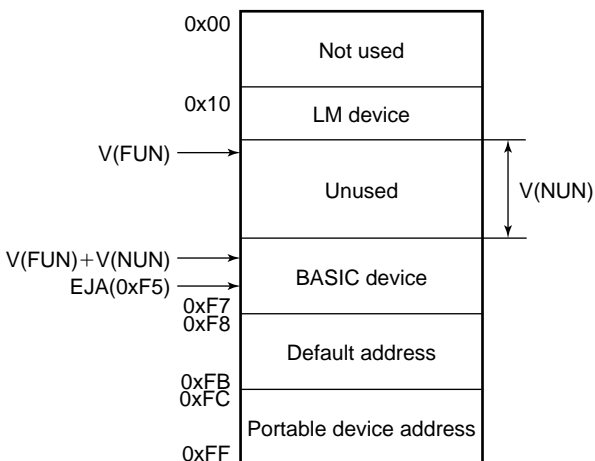 0x00
Not used
0x10
LM device
V(FUN)
Unused
V(NUN)
V(FUN)+V(NUN)
BASIC device
EJA(0xF5)
0xF7
0xF8
Default address
0xFB
0xFC
Portable device address
0xFF